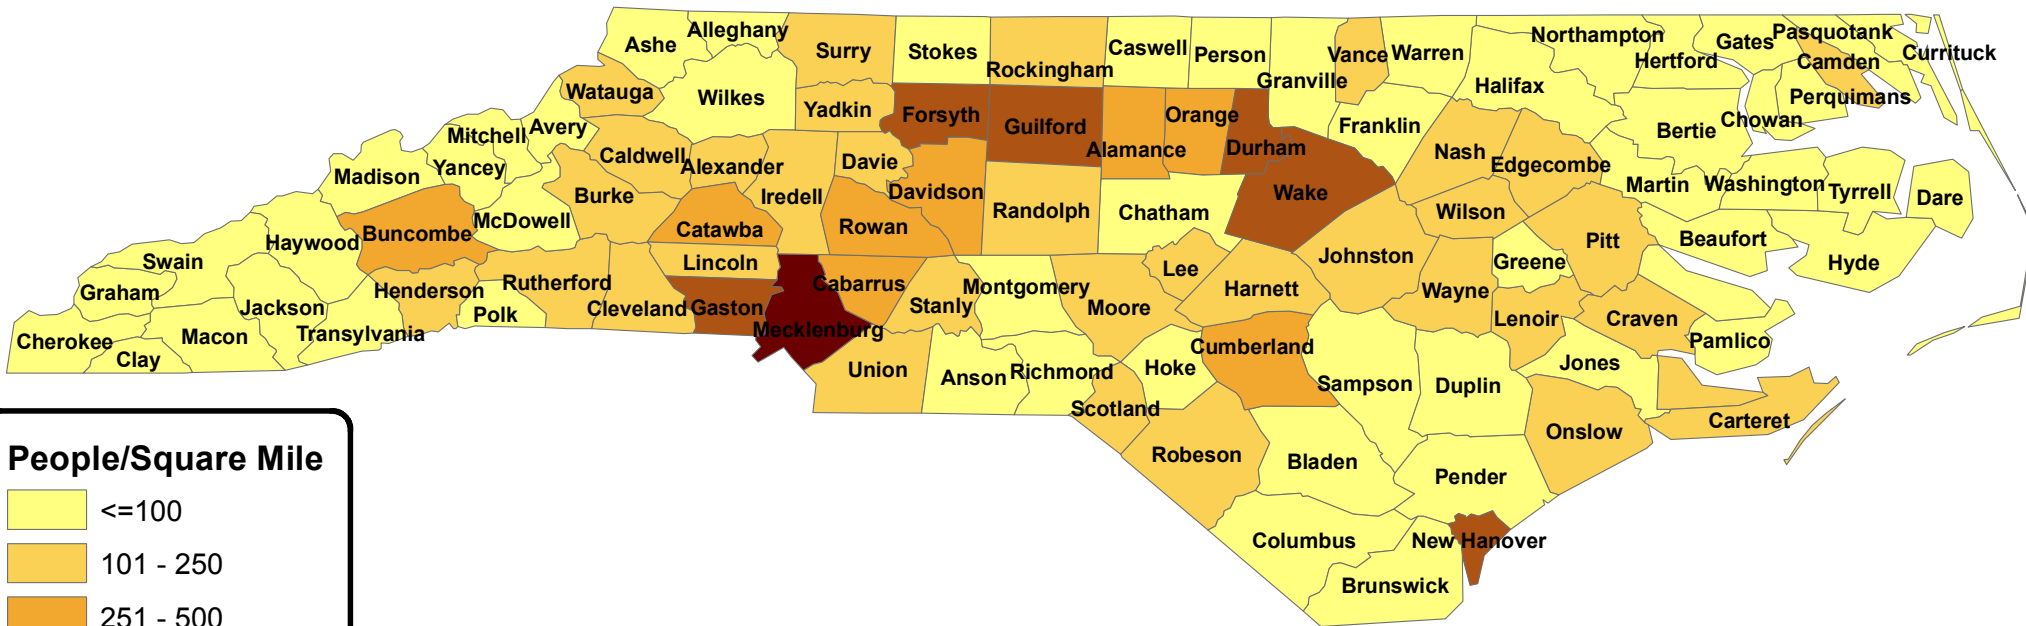 Ashe
Alleghany
Surry
Stokes
Rockingham
Caswell
Person
Granville
Vance
Warren
Northampton
Hertford
Gates
Pasquotank
Camden
Currituck
Watauga
Wilkes
Yadkin
Forsyth
Guilford
Alamance
Orange
Durham
Franklin
Halifax
Bertie
Chowan
Perquimans
Mitchell
Avery
Yancey
Madison
Caldwell
Alexander
Iredell
Davie
Davidson
Randolph
Chatham
Wake
Nash
Edgecombe
Martin
Washington
Tyrrell
Dare
Buncombe
McDowell
Burke
Catawba
Rowan
Lincoln
Haywood
Swain
Graham
Jackson
Henderson
Rutherford
Polk
Cleveland
Gaston
Mecklenburg
Cabarrus
Stanly
Montgomery
Moore
Lee
Harnett
Johnston
Wilson
Wayne
Greene
Pitt
Beaufort
Hyde
Cherokee
Clay
Macon
Transylvania
Union
Anson
Richmond
Scotland
Hoke
Cumberland
Sampson
Duplin
Lenoir
Craven
Pamlico
Jones
Carteret
Onslow
Robeson
Bladen
Pender
Columbus
New Hanover
Brunswick
People/Square Mile
<=100
101 - 250
251 - 500